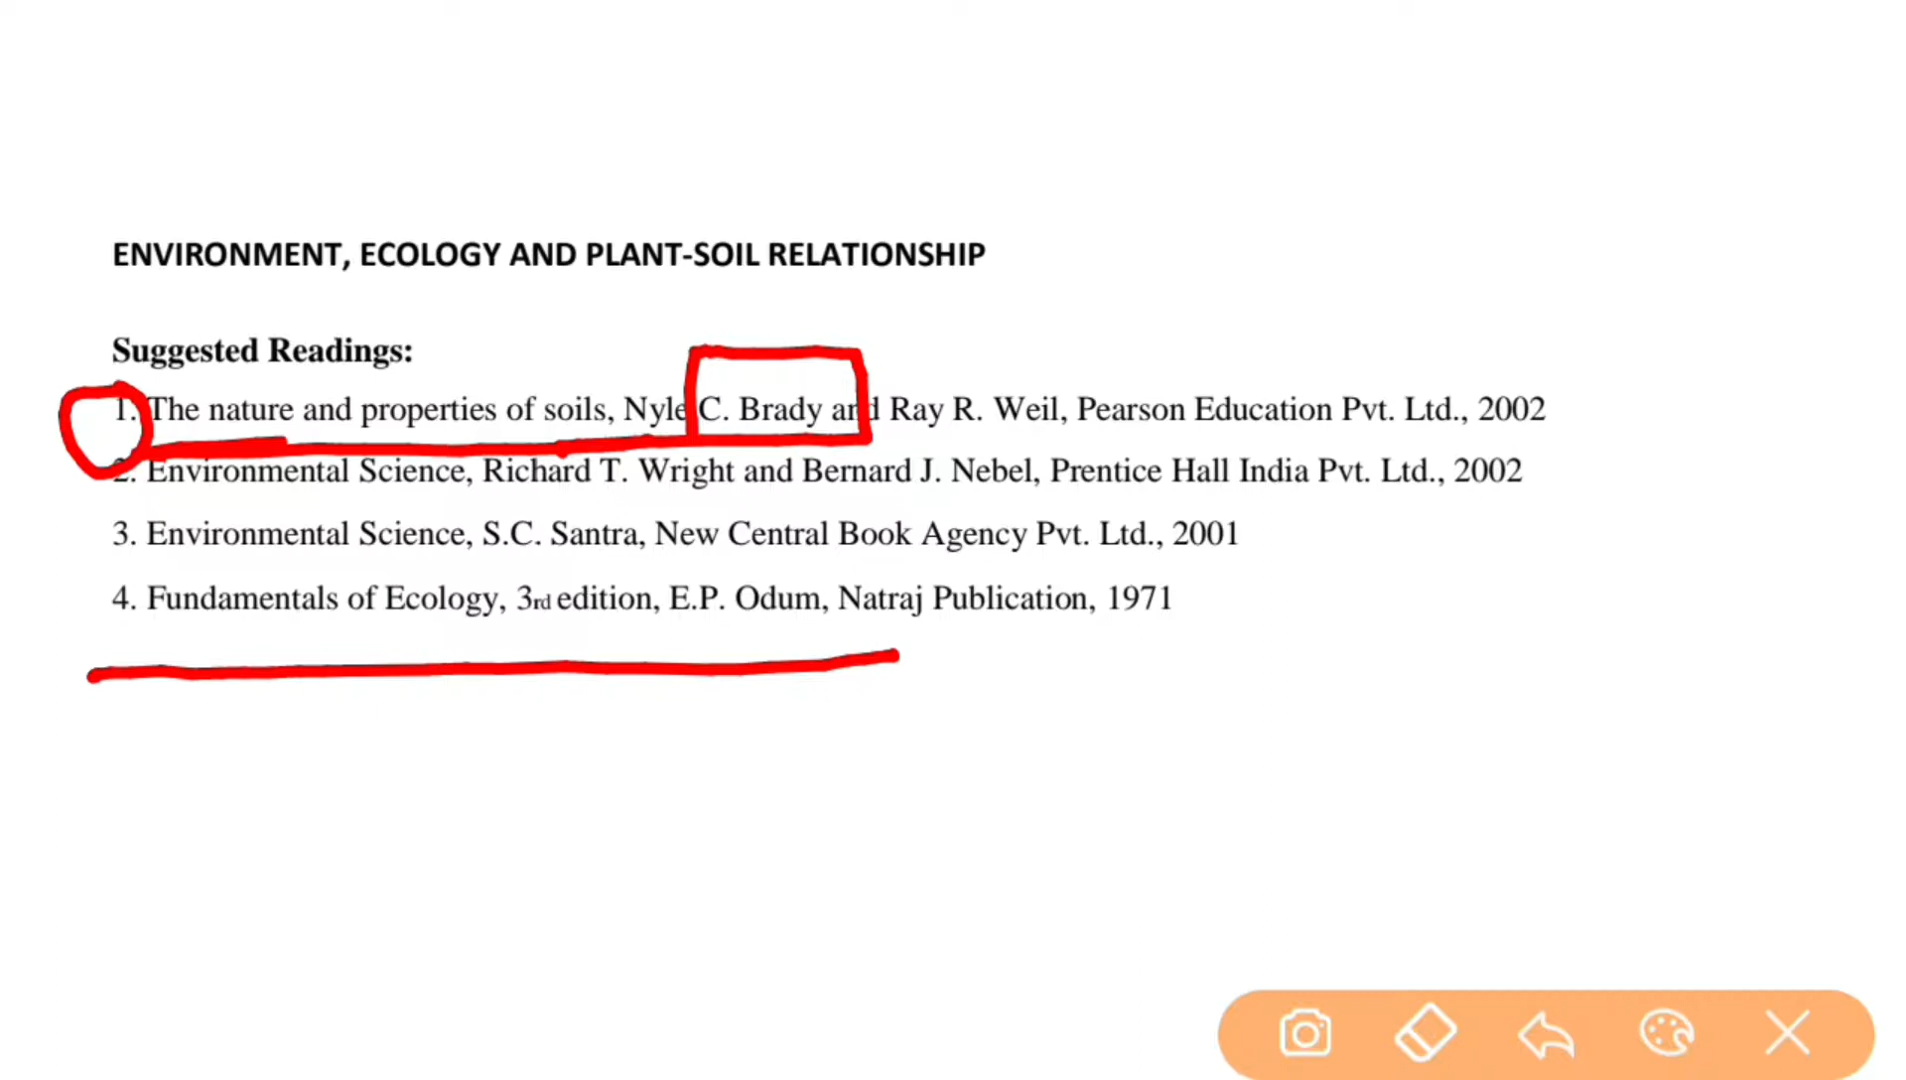 ENVIRONMENT, ECOLOGY AND PLANT-SOIL RELATIONSHIP
Suggested Readings:
1. The nature and properties of soils, Nyle C. Brady and Ray R. Weil, Pearson Education Pvt. Ltd., 2002
2. Environmental Science, Richard T. Wright and Bernard J. Nebel, Prentice Hall India Pvt. Ltd., 2002
3. Environmental Science, S.C. Santra, New Central Book Agency Pvt. Ltd., 2001
4. Fundamentals of Ecology, 3rd edition, E.P. Odum, Natraj Publication, 1971